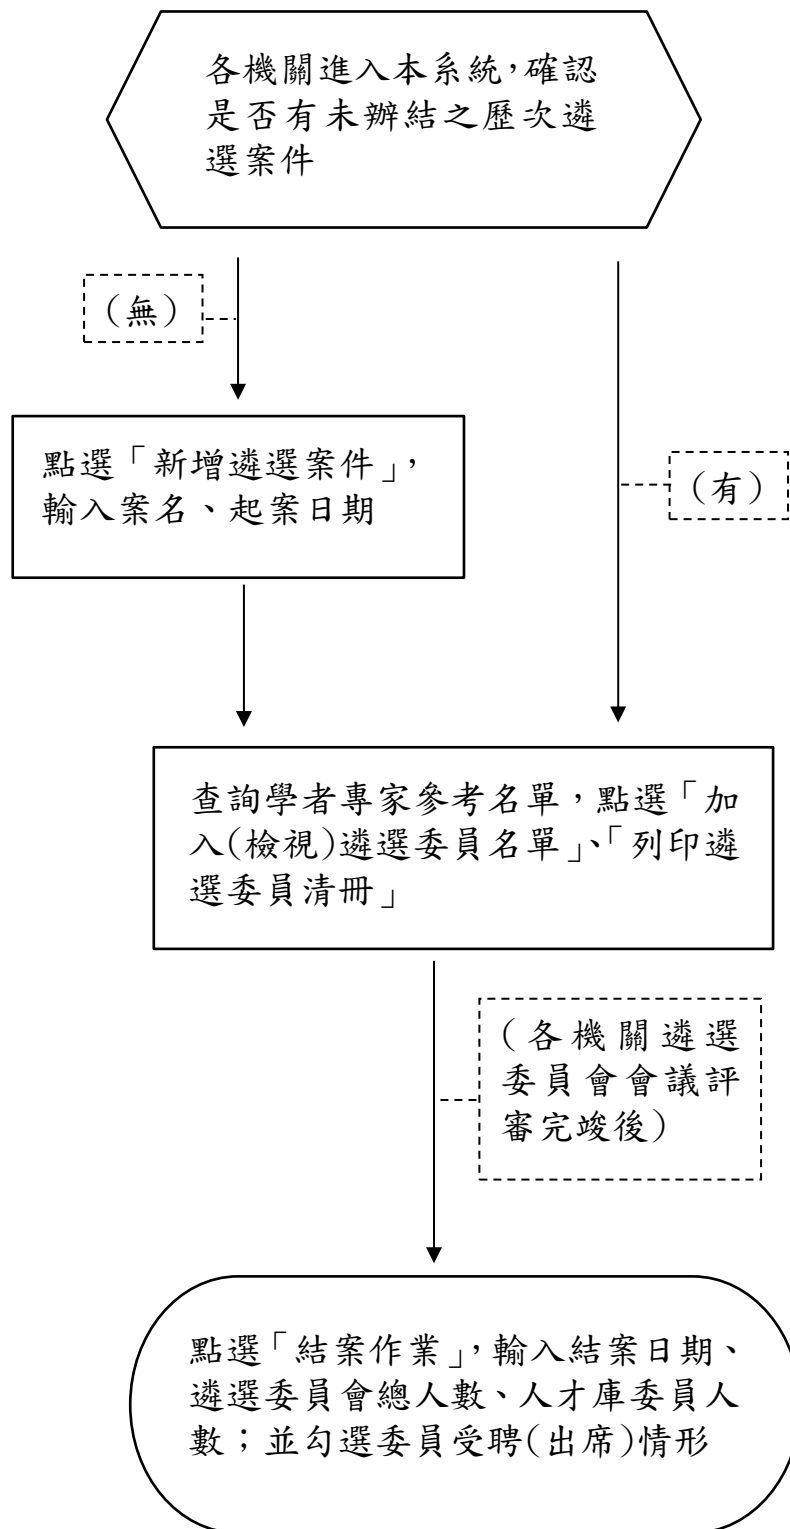 各機關進入本系統，確認
是否有未辦結之歷次遴
選案件
（無）
點選「新增遴選案件」，
輸入案名、起案日期
（有）
查詢學者專家參考名單，點選「加
入(檢視)遴選委員名單」、「列印遴
選委員清冊」
（各機關遴選
委員會會議評
審完竣後）
點選「結案作業」，輸入結案日期、
遴選委員會總人數、人才庫委員人
數；並勾選委員受聘(出席)情形